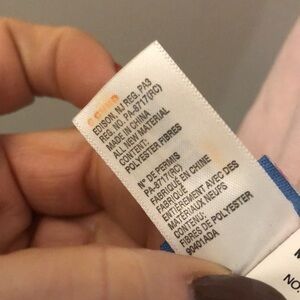 EDISON, NJ REG. PA3
REG. NO. PA-8717(RC)
MADE IN CHINA
ALL NEW MATERIAL
CONTENT:
POLYESTER FIBRES
N° DE PERMIS
PA-8717(RC)
FABRIQUÉ EN CHINE
ENTIÈREMENT AVEC DES
MATÉRIAUX NEUFS
CONTENU:
FIBRES DE POLYESTER
90401ADA
NO